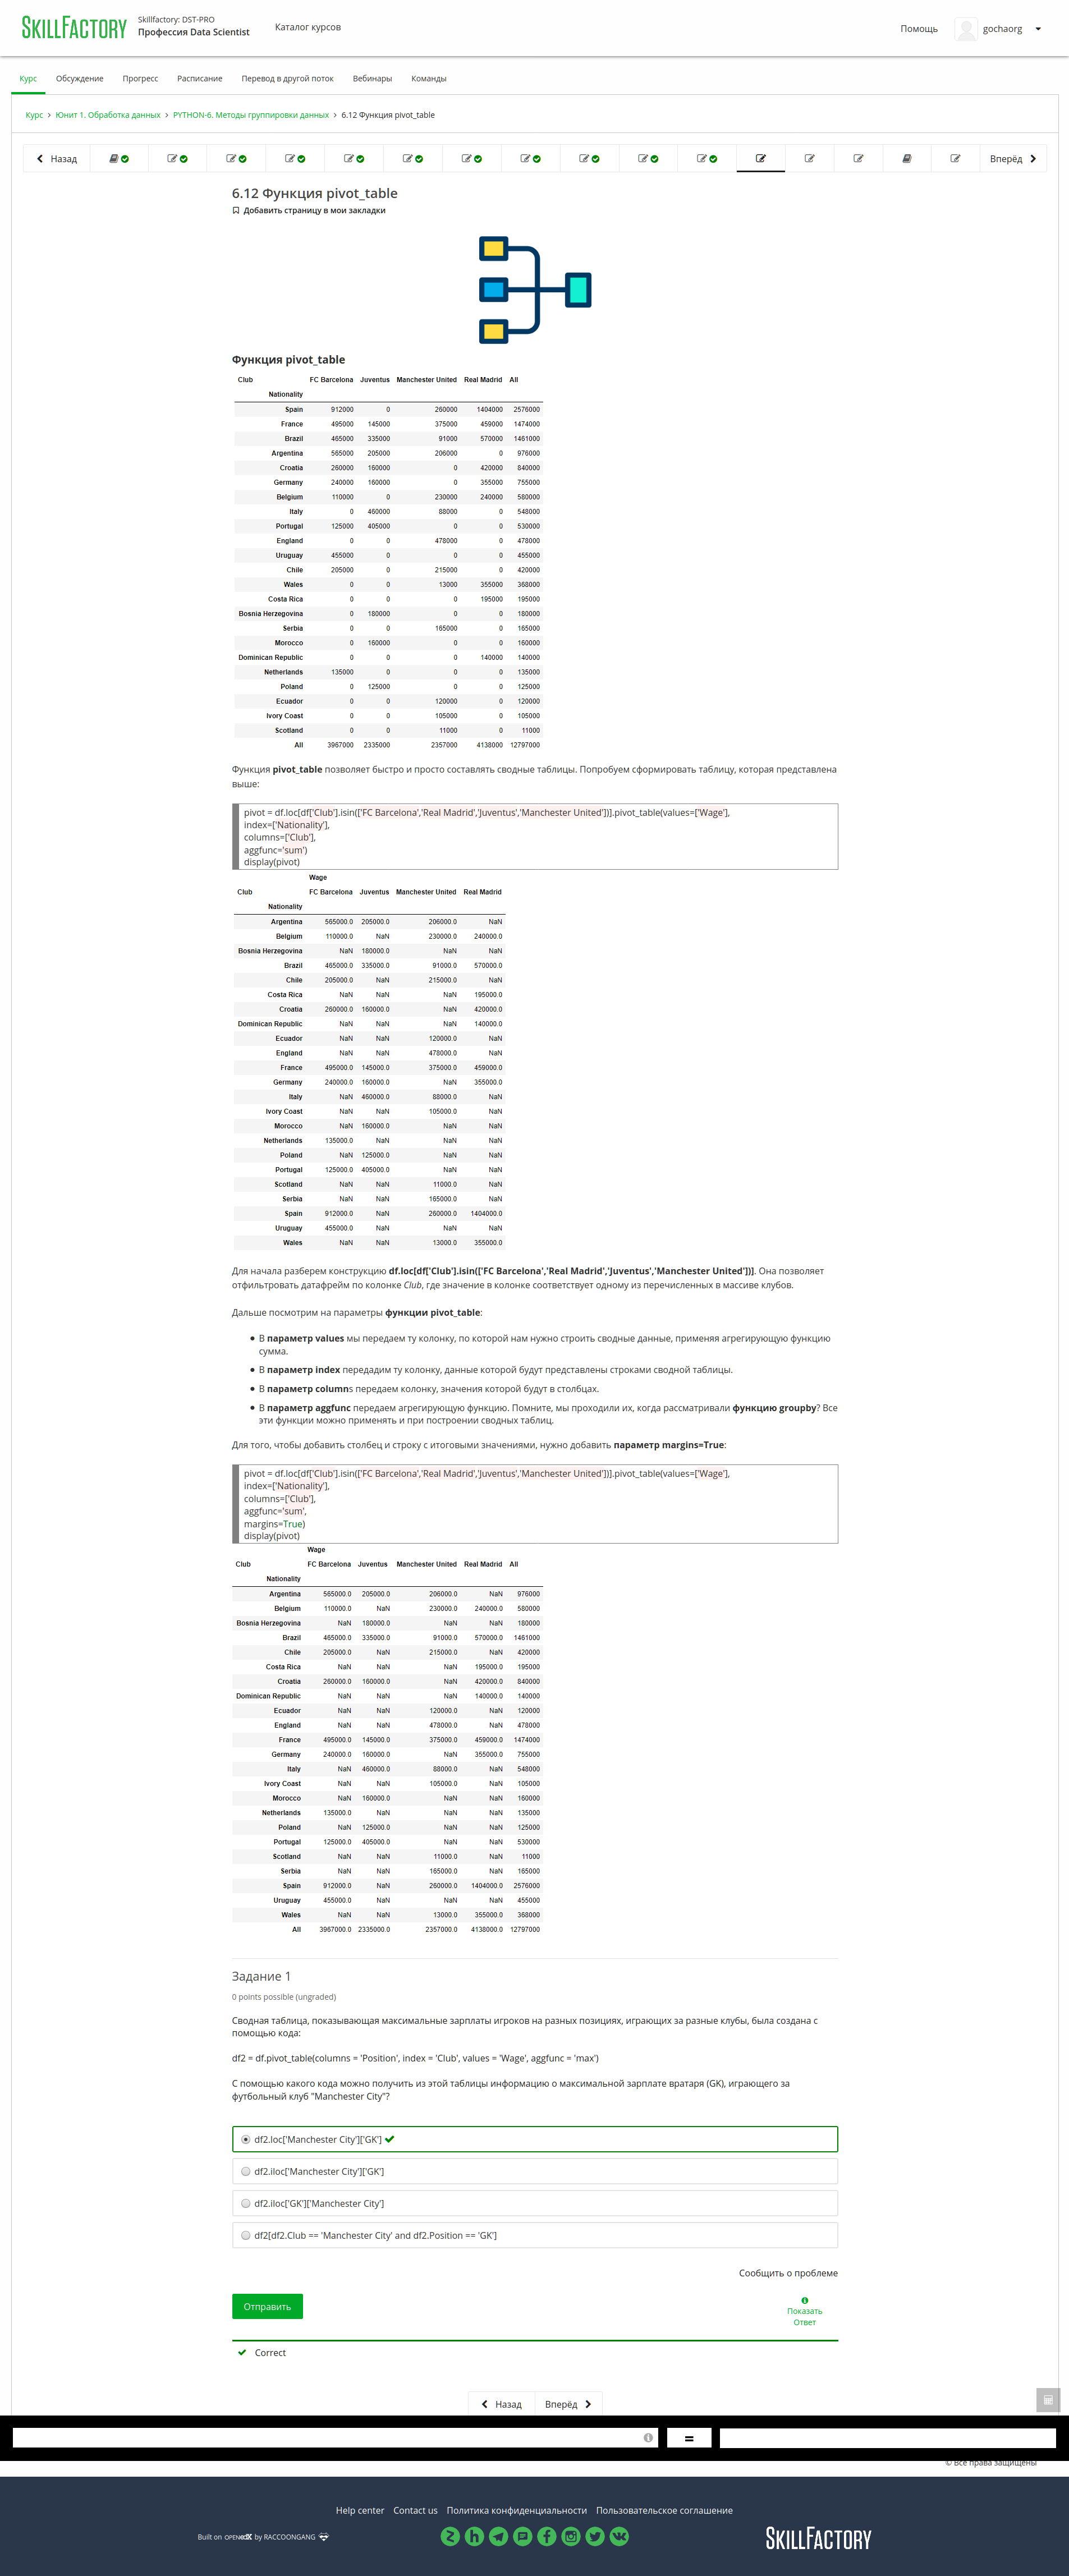 SKILLFACTORY
Skillfactory: DST-PRO
Профессия Data Scientist
Каталог курсов
Помощь
gochaorg
Курс Обсуждение Прогресс Расписание Перевод в другой поток Вебинары Команды
Курс > Юнит 1. Обработка данных > PYTHON-6. Методы группировки данных > 6.12 Функция pivot_table
Назад
Вперёд
6.12 Функция pivot_table
Добавить страницу в мои закладки
Функция pivot_table
Club FC Barcelona Juventus Manchester United Real Madrid All
Nationality
Spain 912000 0 260000 1404000 2576000
France 495000 145000 375000 459000 1474000
Brazil 465000 335000 91000 570000 1461000
Argentina 565000 205000 206000 0 976000
Croatia 260000 160000 0 420000 840000
Germany 240000 160000 0 355000 755000
Belgium 110000 0 230000 240000 580000
Italy 0 460000 88000 0 548000
Portugal 125000 405000 0 0 530000
England 0 0 478000 0 478000
Uruguay 455000 0 0 0 455000
Chile 205000 0 215000 0 420000
Wales 0 0 13000 355000 368000
Costa Rica 0 0 0 195000 195000
Bosnia Herzegovina 0 180000 0 0 180000
Serbia 0 0 165000 0 165000
Morocco 0 160000 0 0 160000
Dominican Republic 0 0 0 140000 140000
Netherlands 135000 0 0 0 135000
Poland 0 125000 0 0 125000
Ecuador 0 0 120000 0 120000
Ivory Coast 0 0 105000 0 105000
Scotland 0 0 11000 0 11000
All 3967000 2335000 2357000 4138000 12797000
Функция pivot_table позволяет быстро и просто составлять сводные таблицы. Попробуем сформировать таблицу, которая представлена
выше:
pivot = df.loc[df['Club'].isin(['FC Barcelona','Real Madrid','Juventus','Manchester United'])].pivot_table(values=['Wage'],
index=['Nationality'],
columns=['Club'],
aggfunc='sum')
display(pivot)
Wage
Club FC Barcelona Juventus Manchester United Real Madrid
Nationality
Argentina 565000.0 205000.0 206000.0 NaN
Belgium 110000.0 NaN 230000.0 240000.0
Bosnia Herzegovina NaN 180000.0 NaN NaN
Brazil 465000.0 335000.0 91000.0 570000.0
Chile 205000.0 NaN 215000.0 NaN
Costa Rica NaN NaN NaN 195000.0
Croatia 260000.0 160000.0 NaN 420000.0
Dominican Republic NaN NaN NaN 140000.0
Ecuador NaN NaN 120000.0 NaN
England NaN NaN 478000.0 NaN
France 495000.0 145000.0 375000.0 459000.0
Germany 240000.0 160000.0 NaN 355000.0
Italy NaN 460000.0 88000.0 NaN
Ivory Coast NaN NaN 105000.0 NaN
Morocco NaN 160000.0 NaN NaN
Netherlands 135000.0 NaN NaN NaN
Poland NaN 125000.0 NaN NaN
Portugal 125000.0 405000.0 NaN NaN
Scotland NaN NaN 11000.0 NaN
Serbia NaN NaN 165000.0 NaN
Spain 912000.0 NaN 260000.0 1404000.0
Uruguay 455000.0 NaN NaN NaN
Wales NaN NaN 13000.0 355000.0
Для начала разберем конструкцию df.loc[df['Club'].isin(['FC Barcelona','Real Madrid','Juventus','Manchester United'])]. Она позволяет
отфильтровать датафрейм по колонке Club, где значение в колонке соответствует одному из перечисленных в массиве клубов.
Дальше посмотрим на параметры функции pivot_table:
В параметр values мы передаем ту колонку, по которой нам нужно строить сводные данные, применяя агрегирующую функцию
сумма.
В параметр index передадим ту колонку, данные которой будут представлены строками сводной таблицы.
В параметр columns передаем колонку, значения которой будут в столбцах.
В параметр aggfunc передаем агрегирующую функцию. Помните, мы проходили их, когда рассматривали функцию groupby? Все
эти функции можно применять и при построении сводных таблиц.
Для того, чтобы добавить столбец и строку с итоговыми значениями, нужно добавить параметр margins=True:
pivot = df.loc[df['Club'].isin(['FC Barcelona','Real Madrid','Juventus','Manchester United'])].pivot_table(values=['Wage'],
index=['Nationality'],
columns=['Club'],
aggfunc='sum',
margins=True)
display(pivot)
Wage
Club FC Barcelona Juventus Manchester United Real Madrid All
Nationality
Argentina 565000.0 205000.0 206000.0 NaN 976000
Belgium 110000.0 NaN 230000.0 240000.0 580000
Bosnia Herzegovina NaN 180000.0 NaN NaN 180000
Brazil 465000.0 335000.0 91000.0 570000.0 1461000
Chile 205000.0 NaN 215000.0 NaN 420000
Costa Rica NaN NaN NaN 195000.0 195000
Croatia 260000.0 160000.0 NaN 420000.0 840000
Dominican Republic NaN NaN NaN 140000.0 140000
Ecuador NaN NaN 120000.0 NaN 120000
England NaN NaN 478000.0 NaN 478000
France 495000.0 145000.0 375000.0 459000.0 1474000
Germany 240000.0 160000.0 NaN 355000.0 755000
Italy NaN 460000.0 88000.0 NaN 548000
Ivory Coast NaN NaN 105000.0 NaN 105000
Morocco NaN 160000.0 NaN NaN 160000
Netherlands 135000.0 NaN NaN NaN 135000
Poland NaN 125000.0 NaN NaN 125000
Portugal 125000.0 405000.0 NaN NaN 530000
Scotland NaN NaN 11000.0 NaN 11000
Serbia NaN NaN 165000.0 NaN 165000
Spain 912000.0 NaN 260000.0 1404000.0 2576000
Uruguay 455000.0 NaN NaN NaN 455000
Wales NaN NaN 13000.0 355000.0 368000
All 3967000.0 2335000.0 2357000.0 4138000.0 12797000
Задание 1
0 points possible (ungraded)
Сводная таблица, показывающая максимальные зарплаты игроков на разных позициях, играющих за разные клубы, была создана с
помощью кода:
df2 = df.pivot_table(columns = 'Position', index = 'Club', values = 'Wage', aggfunc = 'max')
С помощью какого кода можно получить из этой таблицы информацию о максимальной зарплате вратаря (GK), играющего за
футбольный клуб "Manchester City"?
df2.loc['Manchester City']['GK']
df2.iloc['Manchester City']['GK']
df2.iloc['GK']['Manchester City']
df2[df2.Club == 'Manchester City' and df2.Position == 'GK']
Сообщить о проблеме
Отправить
Показать
Ответ
Correct
Назад
Вперёд
=
© Все права защищены
Help center Contact us Политика конфиденциальности Пользовательское соглашение
Built on OPEN edX by RACCOONGANG
SKILLFACTORY